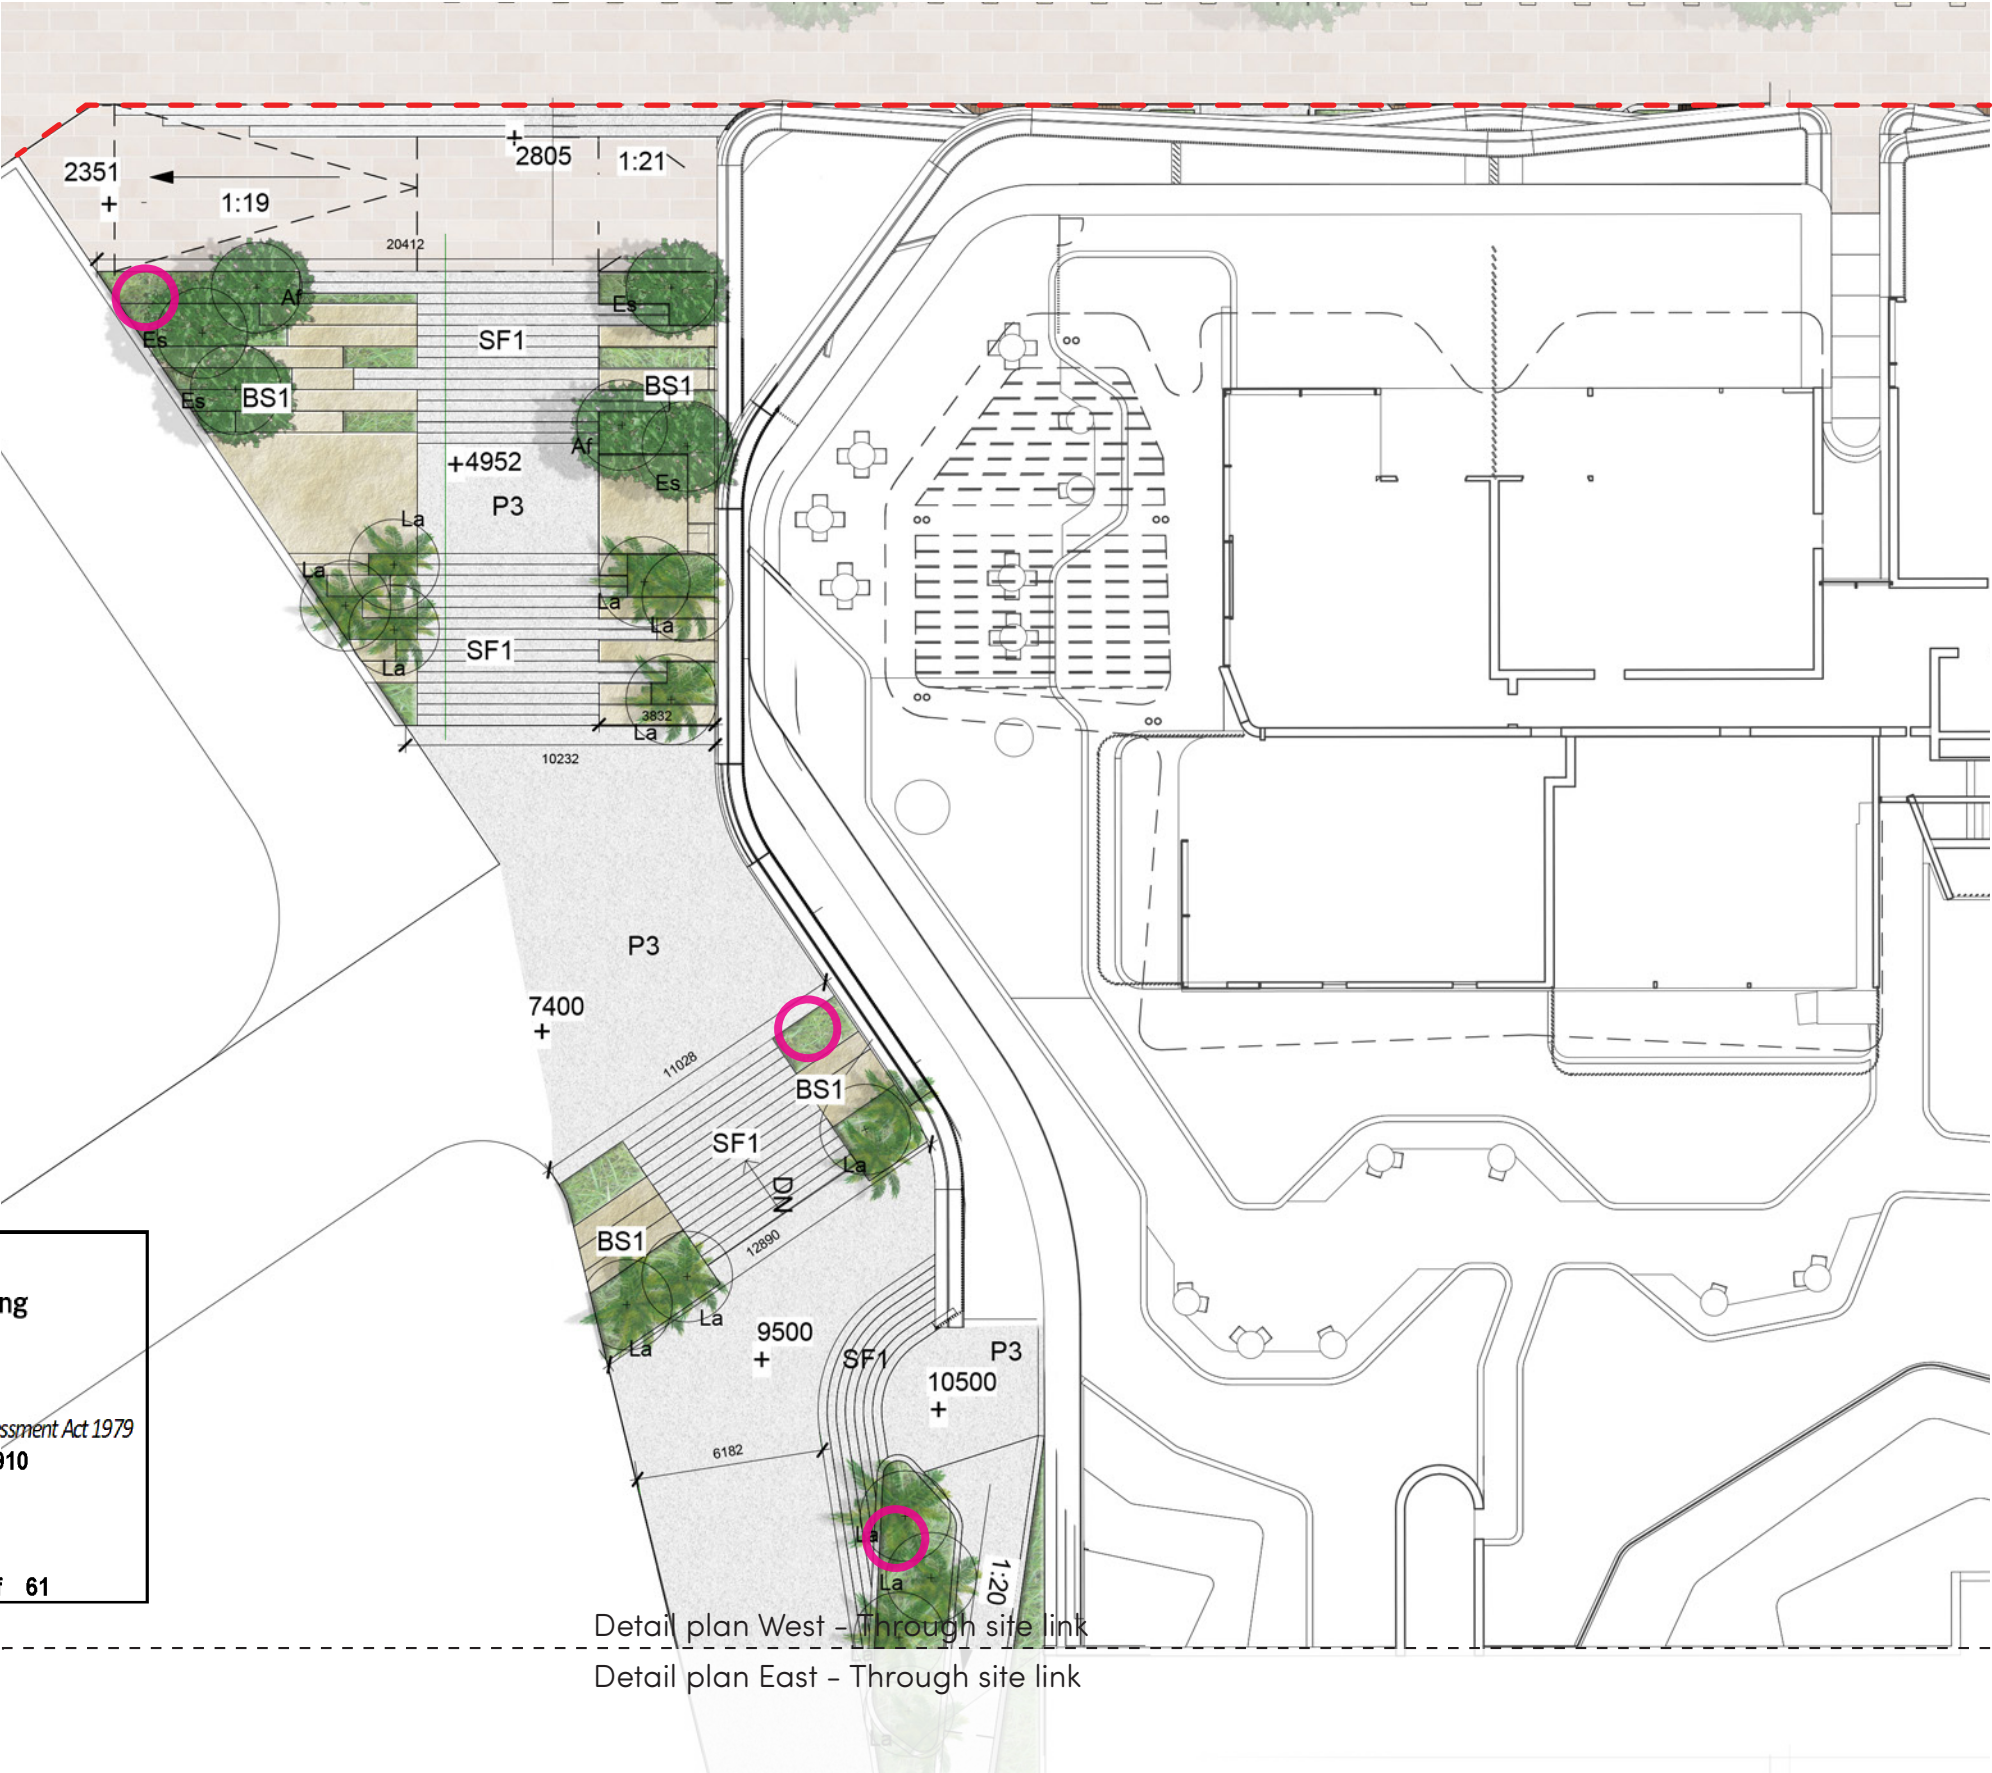 2351
2805
1:21
1:19
20412
Af
Es
Es
SF1
Es
BS1
BS1
+4952
Af
Es
P3
La
La
La
La
SF1
La
3832
La
10232
P3
7400
11028
BS1
SF1
La
DN
BS1
12890
La
La
9500
SF1
P3
10500
6182
La
La
1:20
ng
ssment Act 1979
910
f 61
Detail plan West - Through site link
Detail plan East - Through site link
La
La